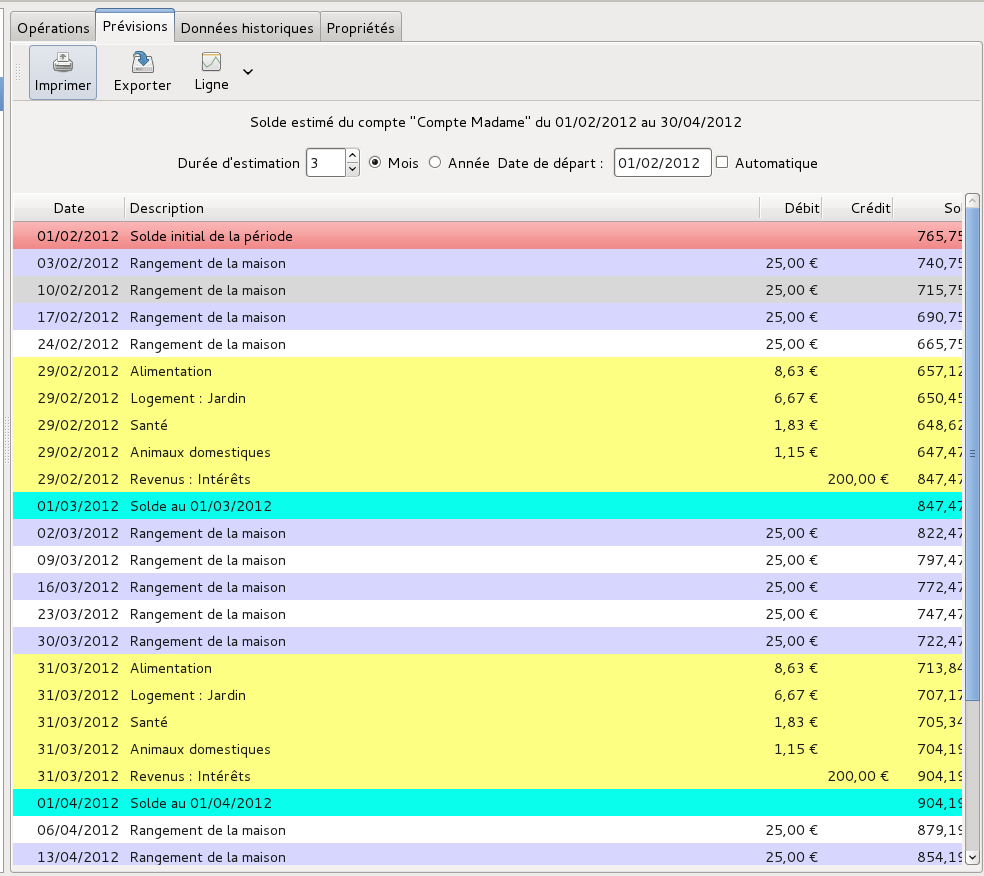 Opérations Prévisions Données historiques Propriétés
Imprimer Exporter Ligne
Solde estimé du compte "Compte Madame" du 01/02/2012 au 30/04/2012
Durée d'estimation 3 Mois Année Date de départ : 01/02/2012 Automatique
Date Description Débit Crédit So
01/02/2012 Solde initial de la période 765,75
03/02/2012 Rangement de la maison 25,00 € 740,75
10/02/2012 Rangement de la maison 25,00 € 715,75
17/02/2012 Rangement de la maison 25,00 € 690,75
24/02/2012 Rangement de la maison 25,00 € 665,75
29/02/2012 Alimentation 8,63 € 657,12
29/02/2012 Logement : Jardin 6,67 € 650,45
29/02/2012 Santé 1,83 € 648,62
29/02/2012 Animaux domestiques 1,15 € 647,47
29/02/2012 Revenus : Intérêts 200,00 € 847,47
01/03/2012 Solde au 01/03/2012 847,47
02/03/2012 Rangement de la maison 25,00 € 822,47
09/03/2012 Rangement de la maison 25,00 € 797,47
16/03/2012 Rangement de la maison 25,00 € 772,47
23/03/2012 Rangement de la maison 25,00 € 747,47
30/03/2012 Rangement de la maison 25,00 € 722,47
31/03/2012 Alimentation 8,63 € 713,84
31/03/2012 Logement : Jardin 6,67 € 707,17
31/03/2012 Santé 1,83 € 705,34
31/03/2012 Animaux domestiques 1,15 € 704,19
31/03/2012 Revenus : Intérêts 200,00 € 904,19
01/04/2012 Solde au 01/04/2012 904,19
06/04/2012 Rangement de la maison 25,00 € 879,19
13/04/2012 Rangement de la maison 25,00 € 854,19